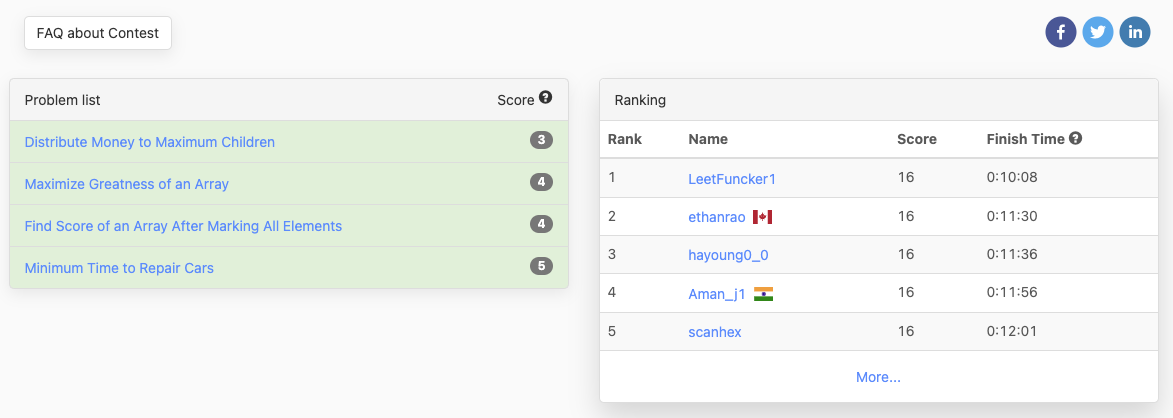 FAQ about Contest
Problem list Score
Distribute Money to Maximum Children 3
Maximize Greatness of an Array 4
Find Score of an Array After Marking All Elements 4
Minimum Time to Repair Cars 5
Ranking
Rank Name Score Finish Time
1 LeetFuncker1 16 0:10:08
2 ethanrao 16 0:11:30
3 hayoung0_0 16 0:11:36
4 Aman_j1 16 0:11:56
5 scanhex 16 0:12:01
More...